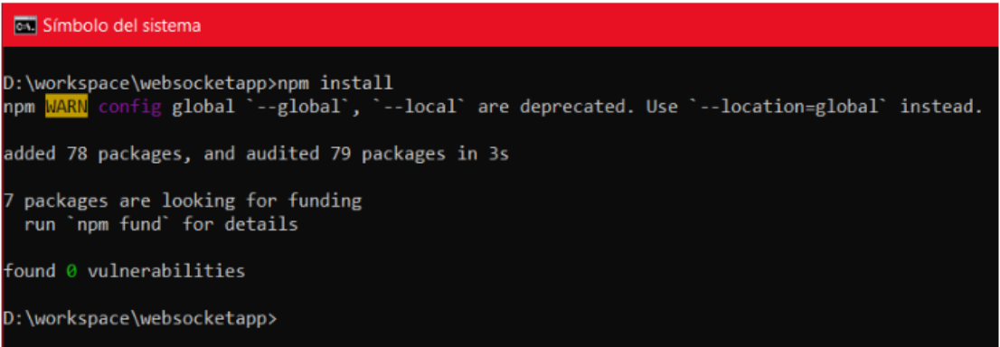 Símbolo del sistema
D:\workspace\websocketapp>npm install
npm WARN config global `--global`, `--local` are deprecated. Use `--location=global` instead.
added 78 packages, and audited 79 packages in 3s
7 packages are looking for funding
  run `npm fund` for details
found 0 vulnerabilities
D:\workspace\websocketapp>